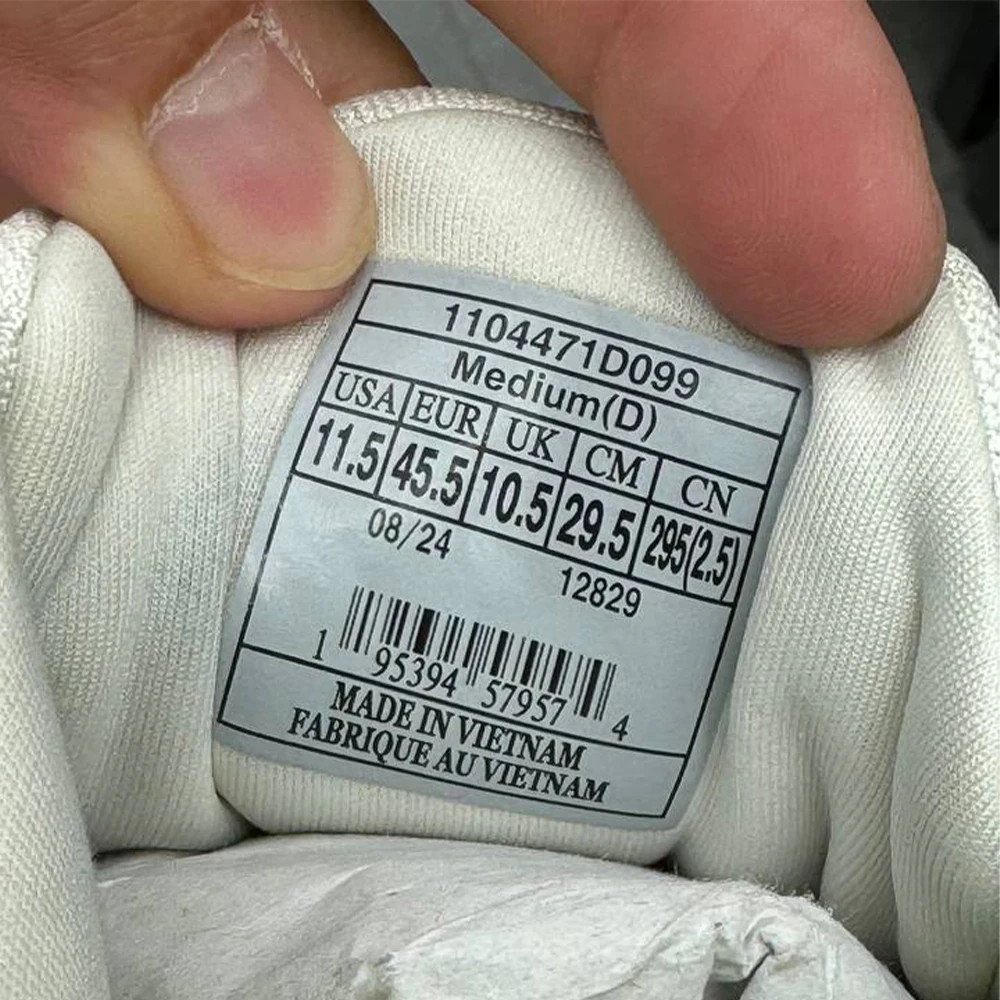 1104471D099
Medium(D)
USA EUR UK CM CN
11.5 45.5 10.5 29.5 295(2.5)
08/24
12829
1 95394 57957 4
MADE IN VIETNAM
FABRIQUE AU VIETNAM